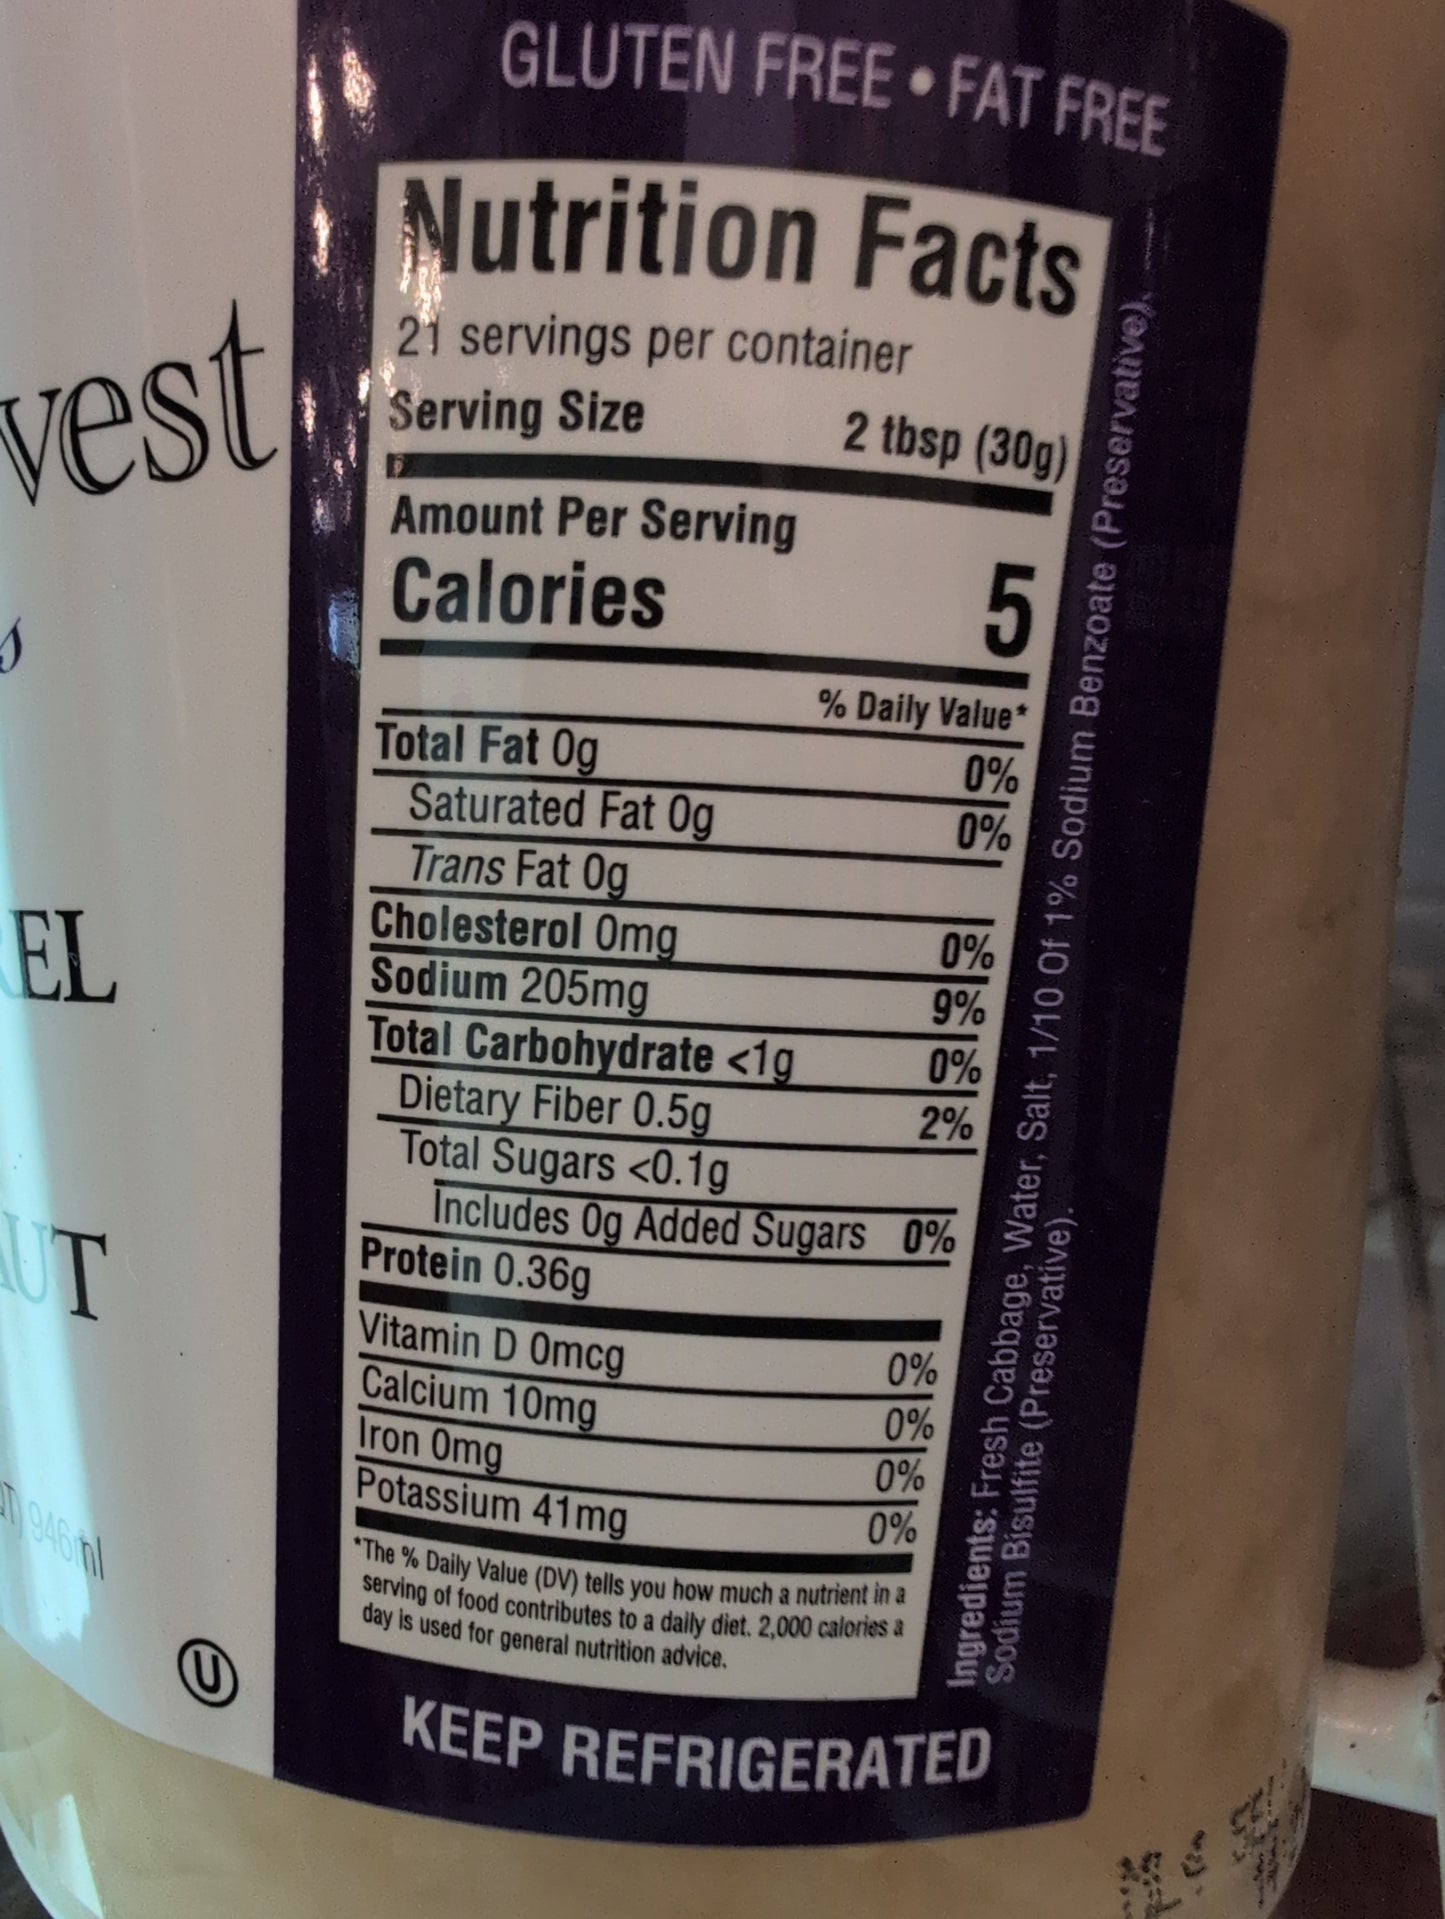 GLUTEN FREE • FAT FREE
Nutrition Facts
21 servings per container
Serving Size 2 tbsp (30g)
Amount Per Serving
Calories 5
% Daily Value*
Total Fat 0g 0%
Saturated Fat 0g 0%
Trans Fat 0g
Cholesterol 0mg 0%
Sodium 205mg 9%
Total Carbohydrate <1g 0%
Dietary Fiber 0.5g 2%
Total Sugars <0.1g
Includes 0g Added Sugars 0%
Protein 0.36g
Vitamin D 0mcg 0%
Calcium 10mg 0%
Iron 0mg 0%
Potassium 41mg 0%
*The % Daily Value (DV) tells you how much a nutrient in a
serving of food contributes to a daily diet. 2,000 calories a
day is used for general nutrition advice.
KEEP REFRIGERATED
Ingredients: Fresh Cabbage, Water, Salt, 1/10 Of 1% Sodium Benzoate (Preservative),
Sodium Bisulfite (Preservative).
vest
EL
UT
946ml
U